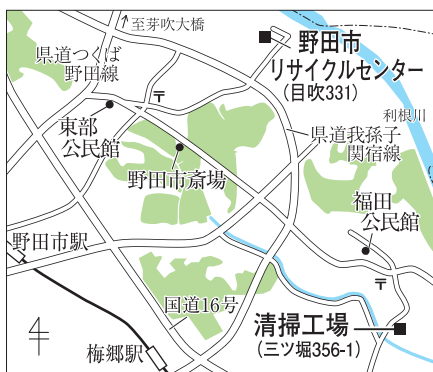 至芽吹大橋
野田市
リサイクルセンター
(目吹331)
県道つくば
野田線
利根川
東部
公民館
県道我孫子
関宿線
野田市斎場
福田
公民館
野田市駅
国道16号
清掃工場
(三ツ堀356-1)
梅郷駅